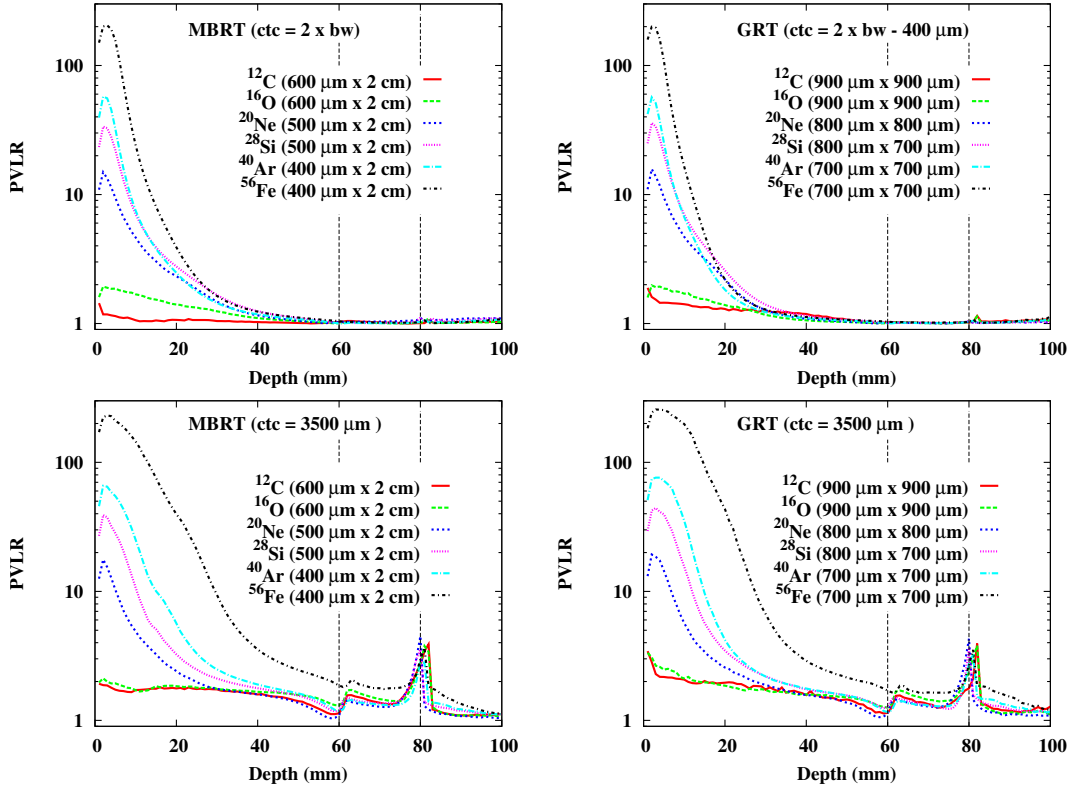 MBRT (ctc = 2 x bw)
¹²C (600 μm x 2 cm)
¹⁶O (600 μm x 2 cm)
²⁰Ne (500 μm x 2 cm)
²⁸Si (500 μm x 2 cm)
⁴⁰Ar (400 μm x 2 cm)
⁵⁶Fe (400 μm x 2 cm)
PVLR
100
10
1
0 20 40 60 80 100
Depth (mm)
GRT (ctc = 2 x bw - 400 μm)
¹²C (900 μm x 900 μm)
¹⁶O (900 μm x 900 μm)
²⁰Ne (800 μm x 800 μm)
²⁸Si (800 μm x 700 μm)
⁴⁰Ar (700 μm x 700 μm)
⁵⁶Fe (700 μm x 700 μm)
PVLR
100
10
1
0 20 40 60 80 100
Depth (mm)
MBRT (ctc = 3500 μm )
¹²C (600 μm x 2 cm)
¹⁶O (600 μm x 2 cm)
²⁰Ne (500 μm x 2 cm)
²⁸Si (500 μm x 2 cm)
⁴⁰Ar (400 μm x 2 cm)
⁵⁶Fe (400 μm x 2 cm)
PVLR
100
10
1
0 20 40 60 80 100
Depth (mm)
GRT (ctc = 3500 μm )
¹²C (900 μm x 900 μm)
¹⁶O (900 μm x 900 μm)
²⁰Ne (800 μm x 800 μm)
²⁸Si (800 μm x 700 μm)
⁴⁰Ar (700 μm x 700 μm)
⁵⁶Fe (700 μm x 700 μm)
PVLR
100
10
1
0 20 40 60 80 100
Depth (mm)